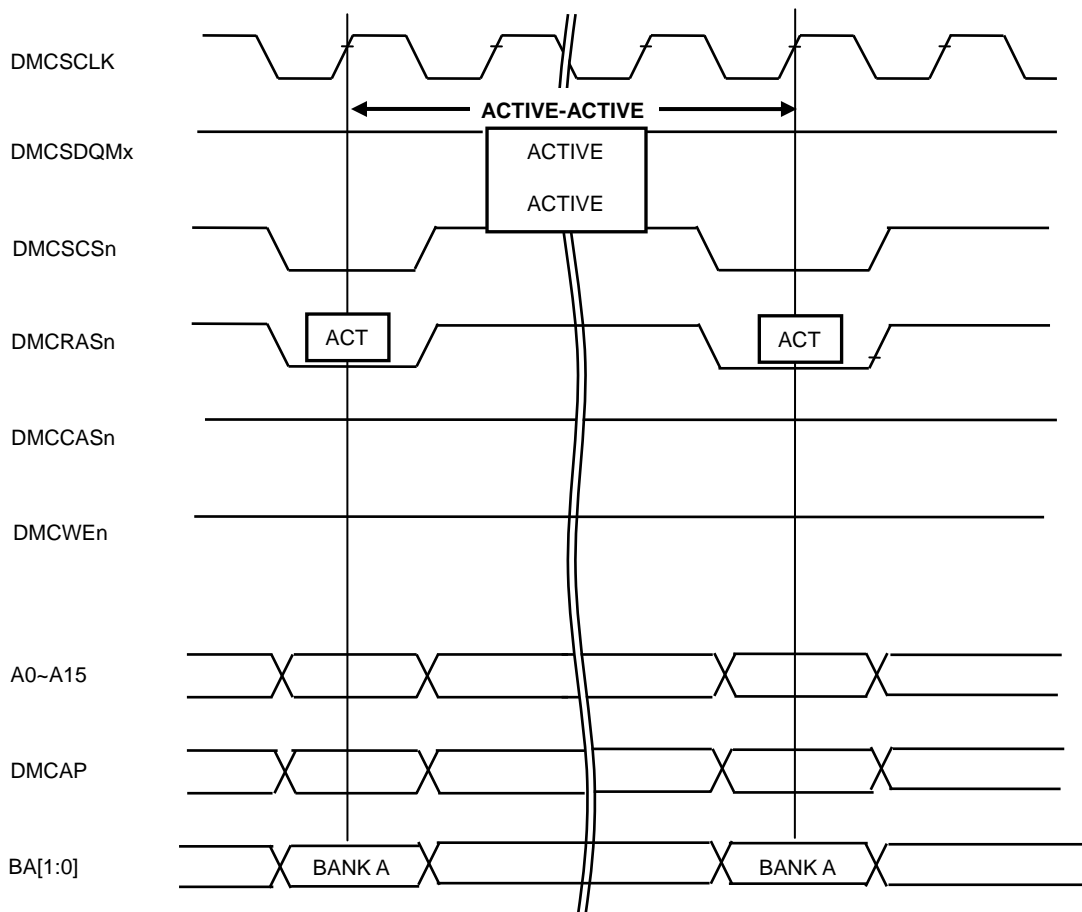 DMCSCLK
ACTIVE-ACTIVE
DMCSDQMx
ACTIVE
ACTIVE
DMCSCSn
DMCRASn
ACT
ACT
DMCCASn
DMCWEn
A0~A15
DMCAP
BA[1:0]
BANK A
BANK A